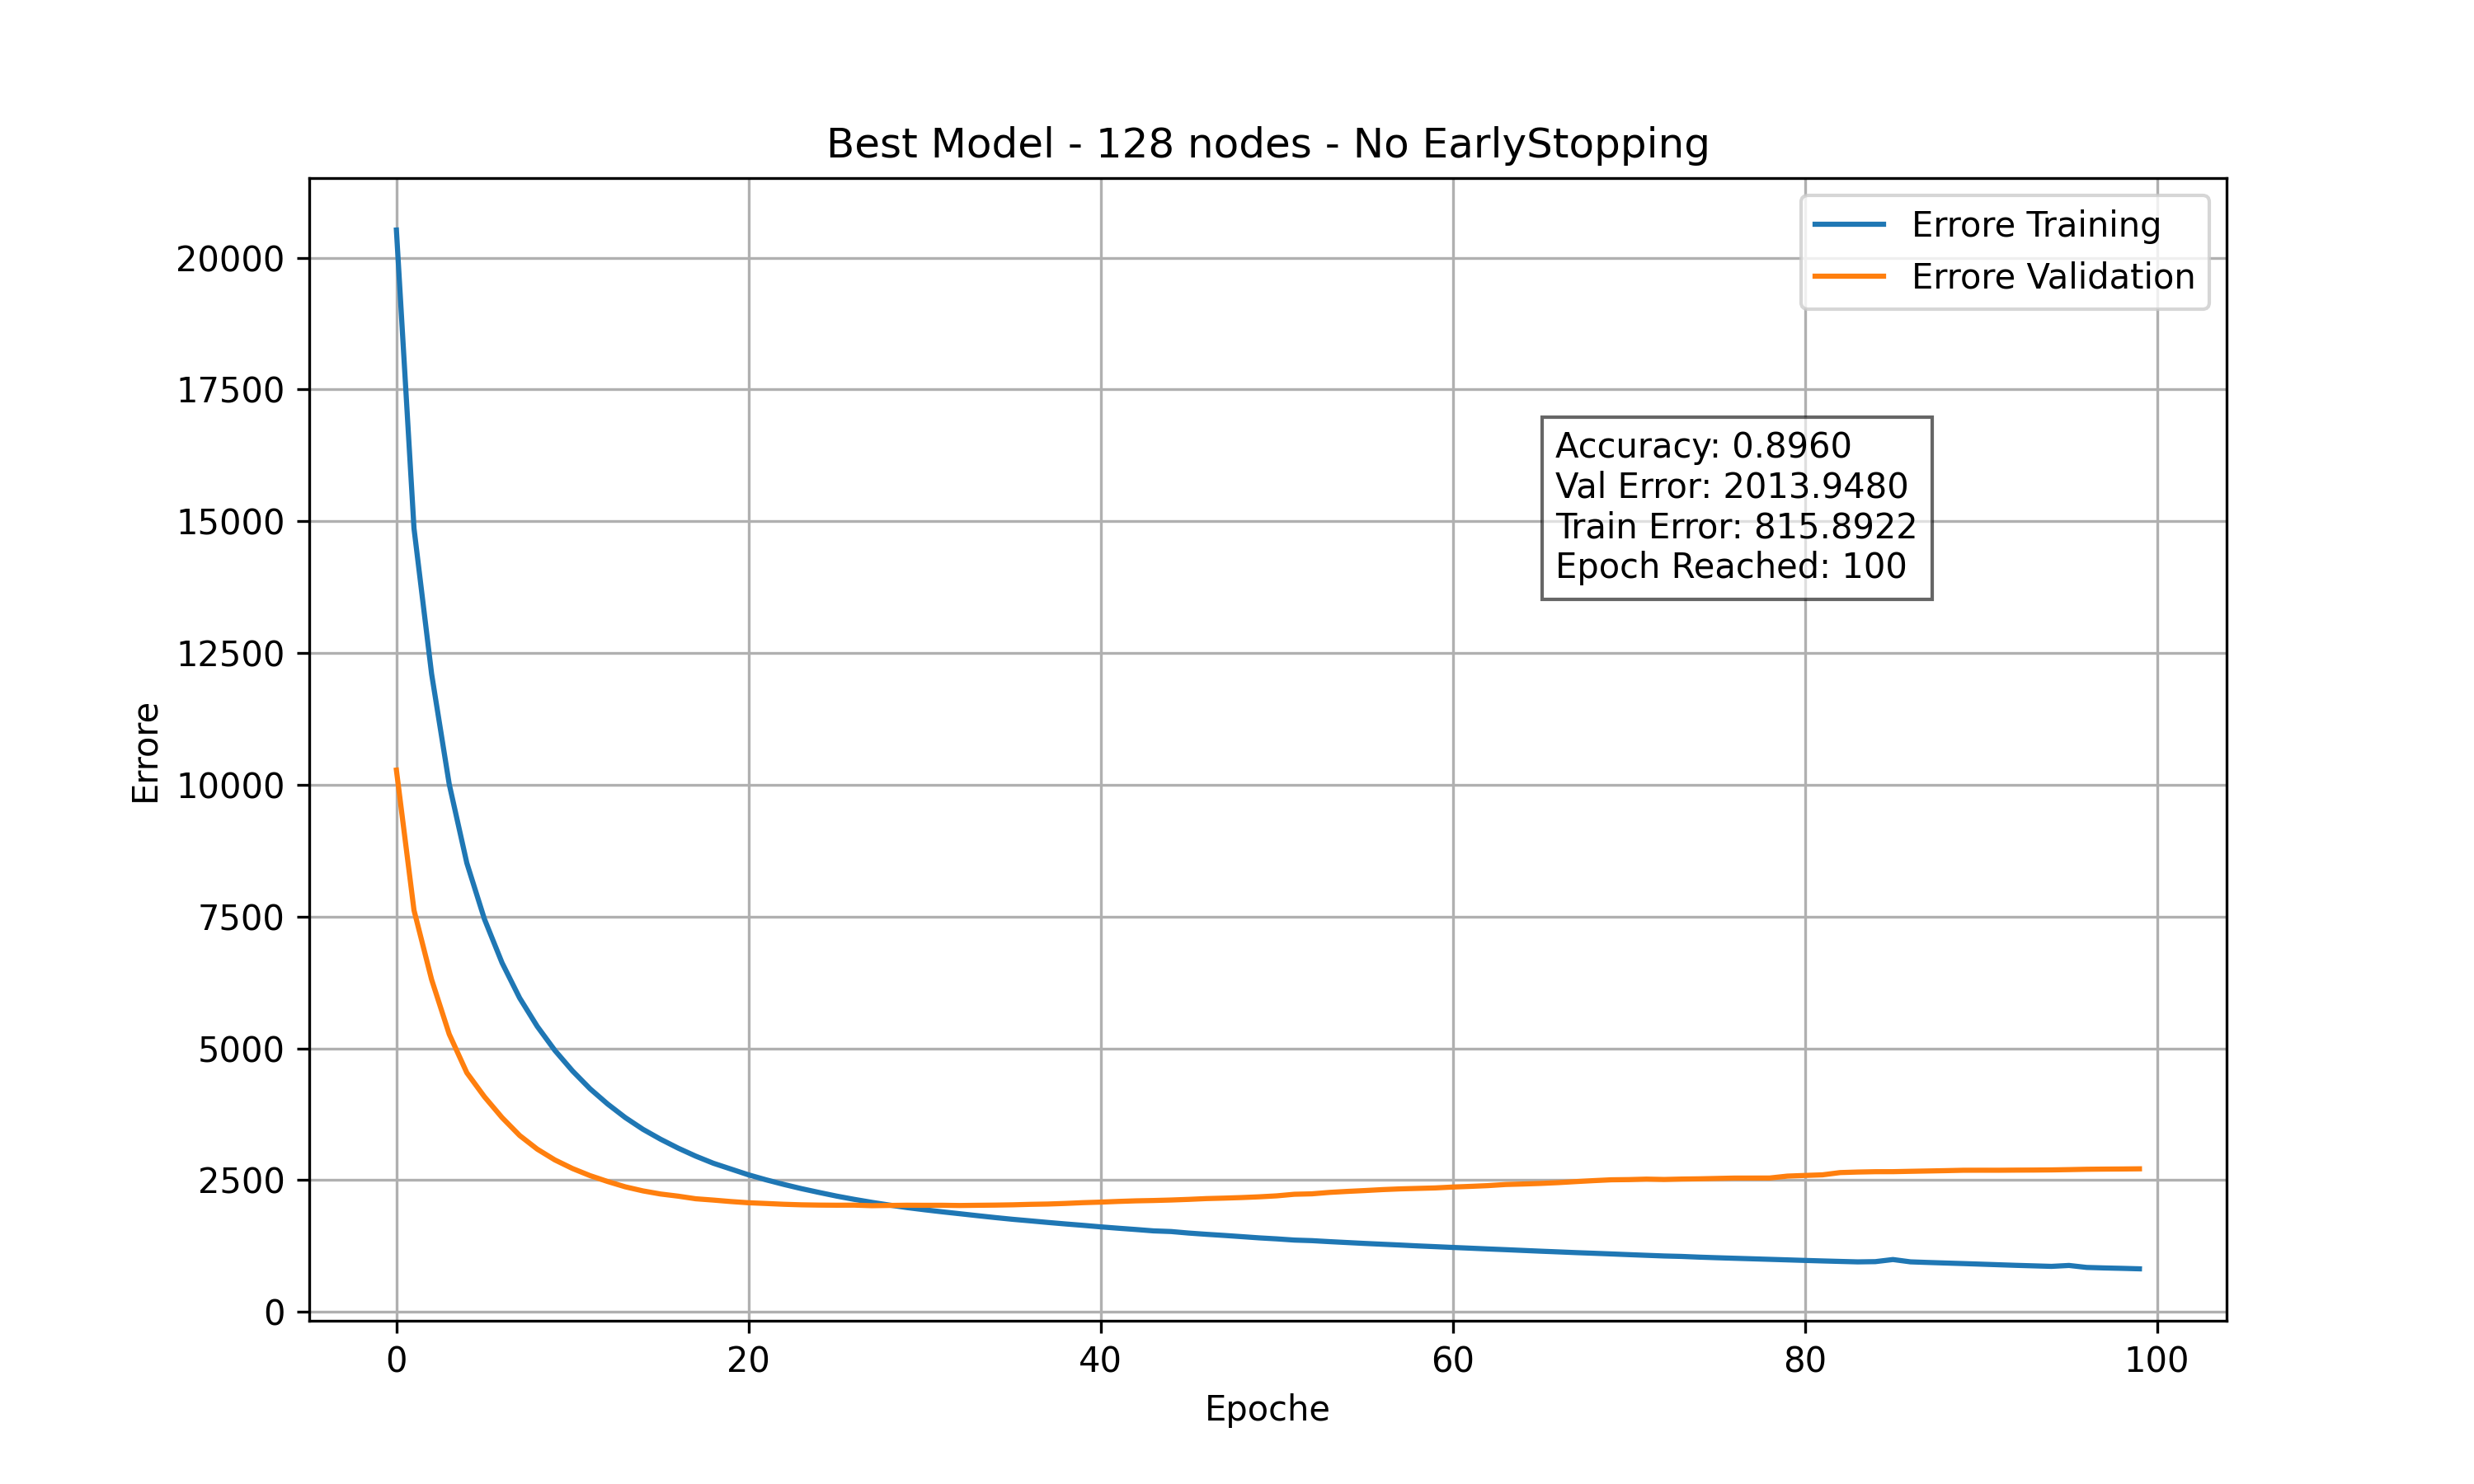 Best Model - 128 nodes - No EarlyStopping
Errore Training
Errore Validation
Accuracy: 0.8960
Val Error: 2013.9480
Train Error: 815.8922
Epoch Reached: 100
Errore
20000
17500
15000
12500
10000
7500
5000
2500
0
0 20 40 60 80 100
Epoche